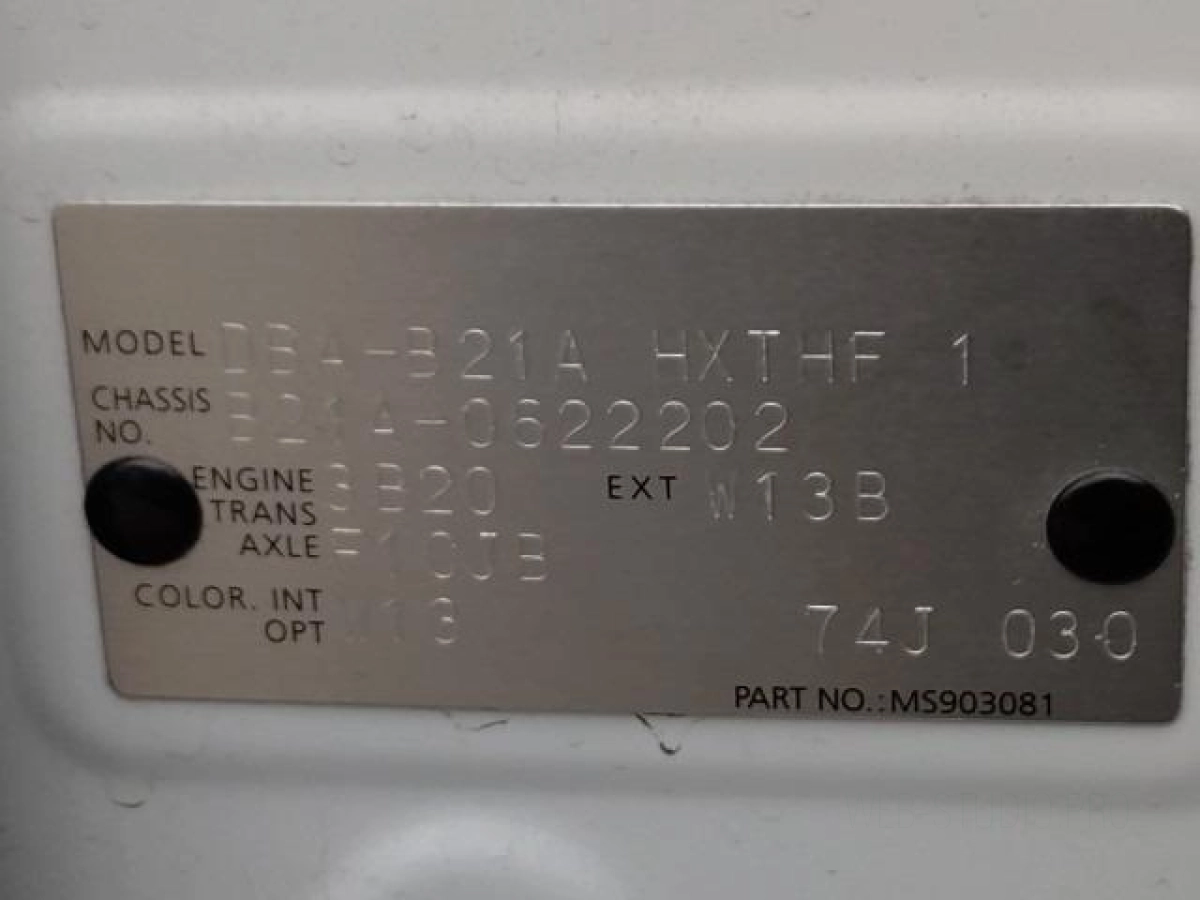 MODEL DBA-B21A HXTHF 1
CHASSIS NO. B21A-0622202
ENGINE 3B20 EXT W13B
TRANS AXLE F1CJB
COLOR. INT OPT W13 74J 030
PART NO.:MS903081